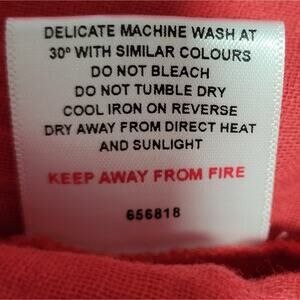 DELICATE MACHINE WASH AT
30º WITH SIMILAR COLOURS
DO NOT BLEACH
DO NOT TUMBLE DRY
COOL IRON ON REVERSE
DRY AWAY FROM DIRECT HEAT
AND SUNLIGHT
KEEP AWAY FROM FIRE
656818